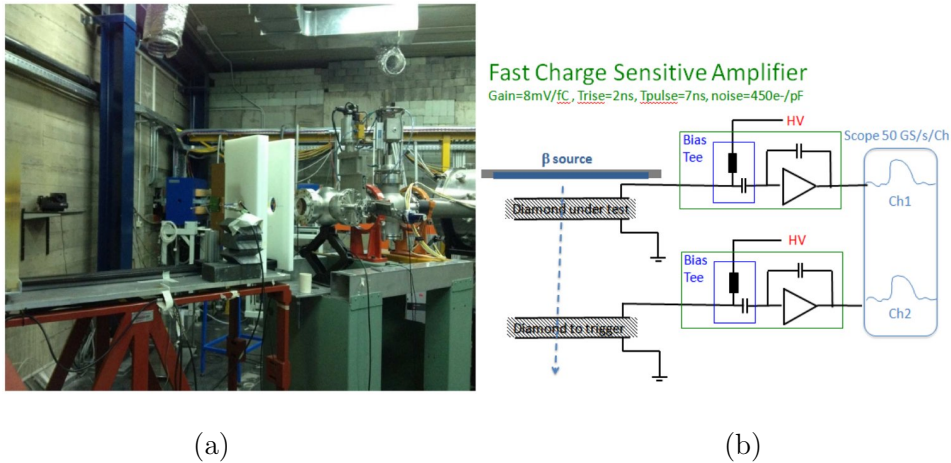 Fast Charge Sensitive Amplifier
Gain=8mV/fC , Trise=2ns, Tpulse=7ns, noise=450e-/pF
HV
Scope 50 GS/s/Ch
Bias
Tee
β source
Ch1
Diamond under test
HV
Bias
Tee
Ch2
Diamond to trigger
(a)
(b)